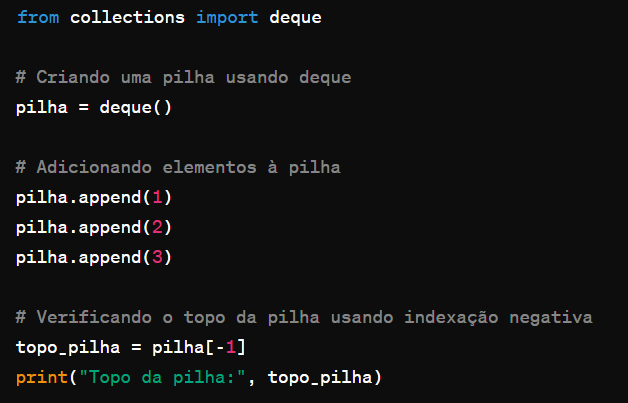 from collections import deque
# Criando uma pilha usando deque
pilha = deque()
# Adicionando elementos à pilha
pilha.append(1)
pilha.append(2)
pilha.append(3)
# Verificando o topo da pilha usando indexação negativa
topo_pilha = pilha[-1]
print("Topo da pilha:", topo_pilha)